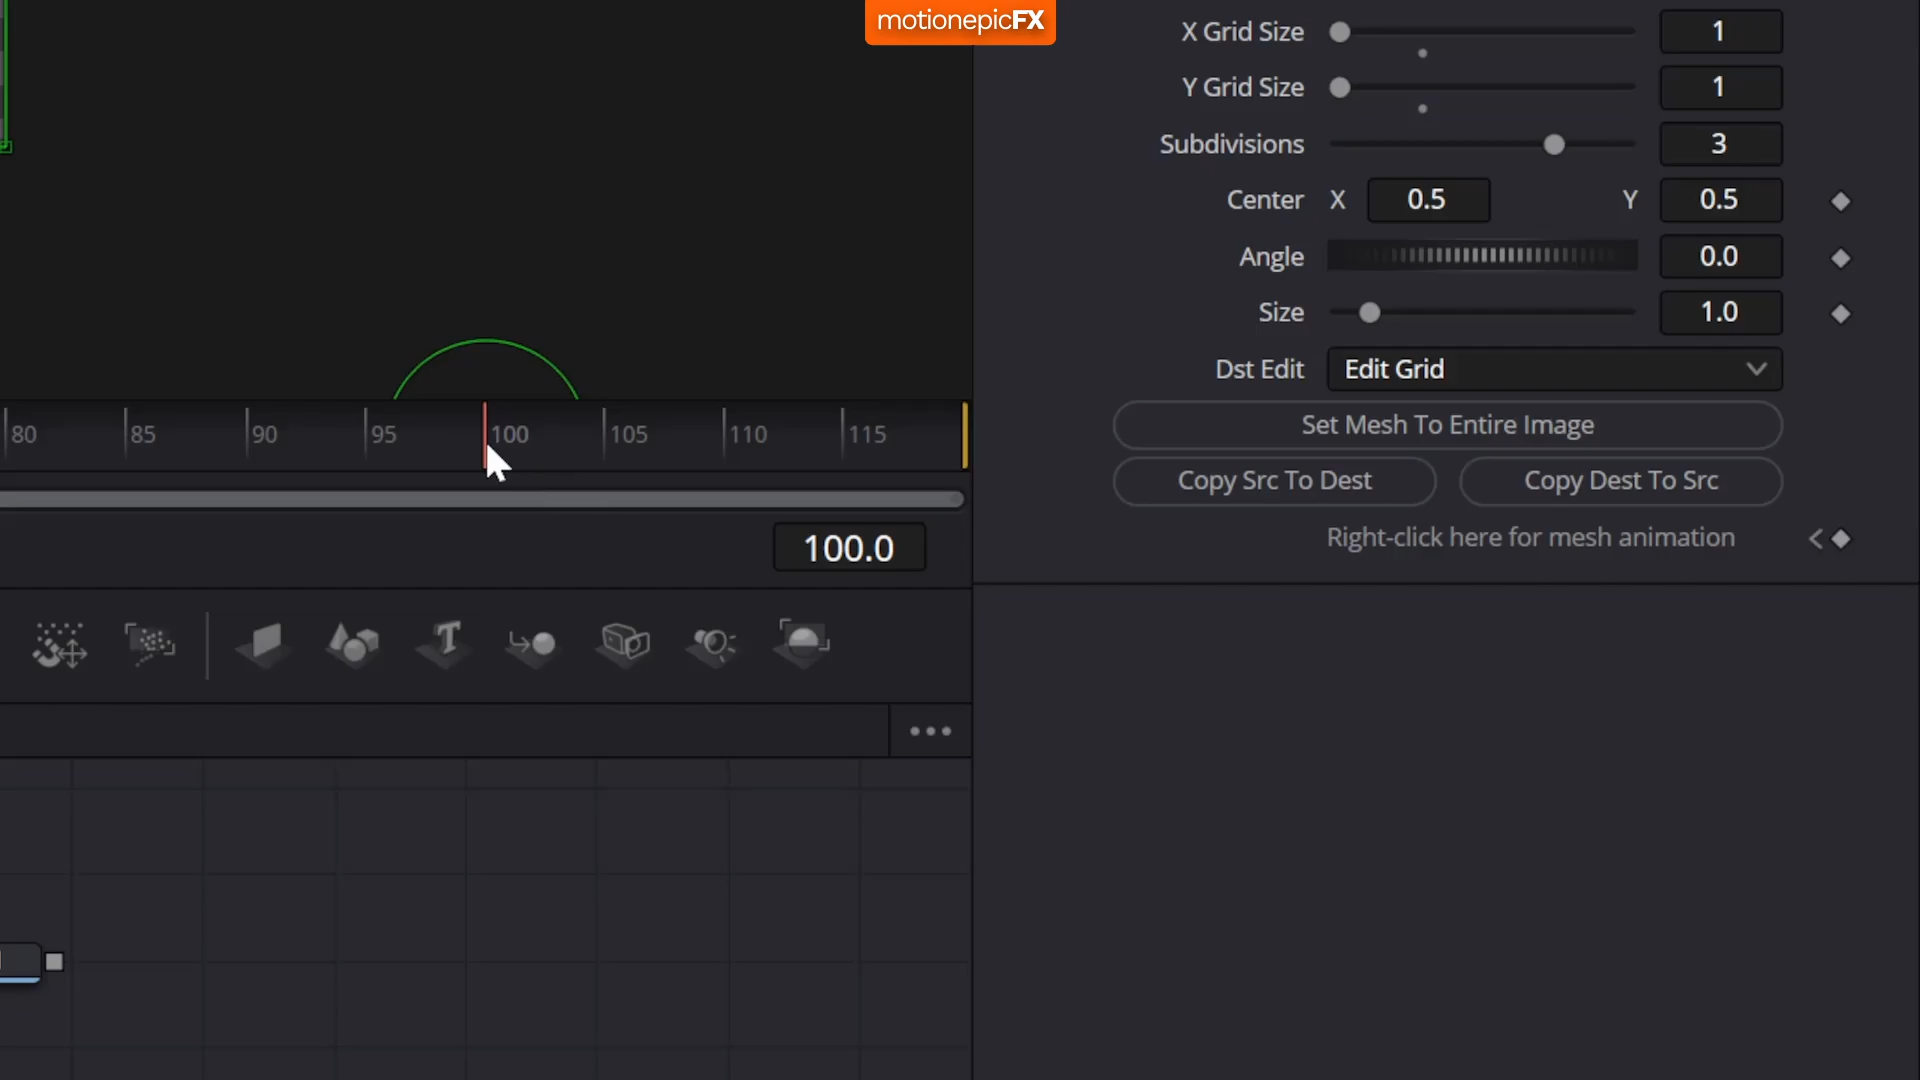 motionepicFX
X Grid Size 1
Y Grid Size 1
Subdivisions 3
Center X 0.5 Y 0.5
Angle 0.0
Size 1.0
Dst Edit Edit Grid
Set Mesh To Entire Image
Copy Src To Dest Copy Dest To Src
Right-click here for mesh animation
80 85 90 95 100 105 110 115
100.0